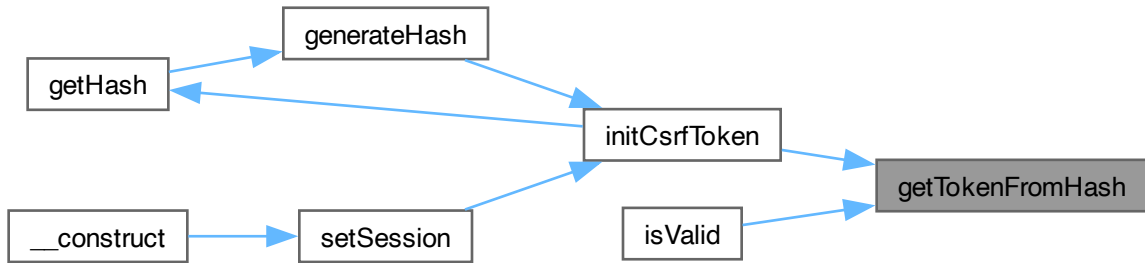 generateHash
getHash
initCsrfToken
getTokenFromHash
__construct
setSession
isValid